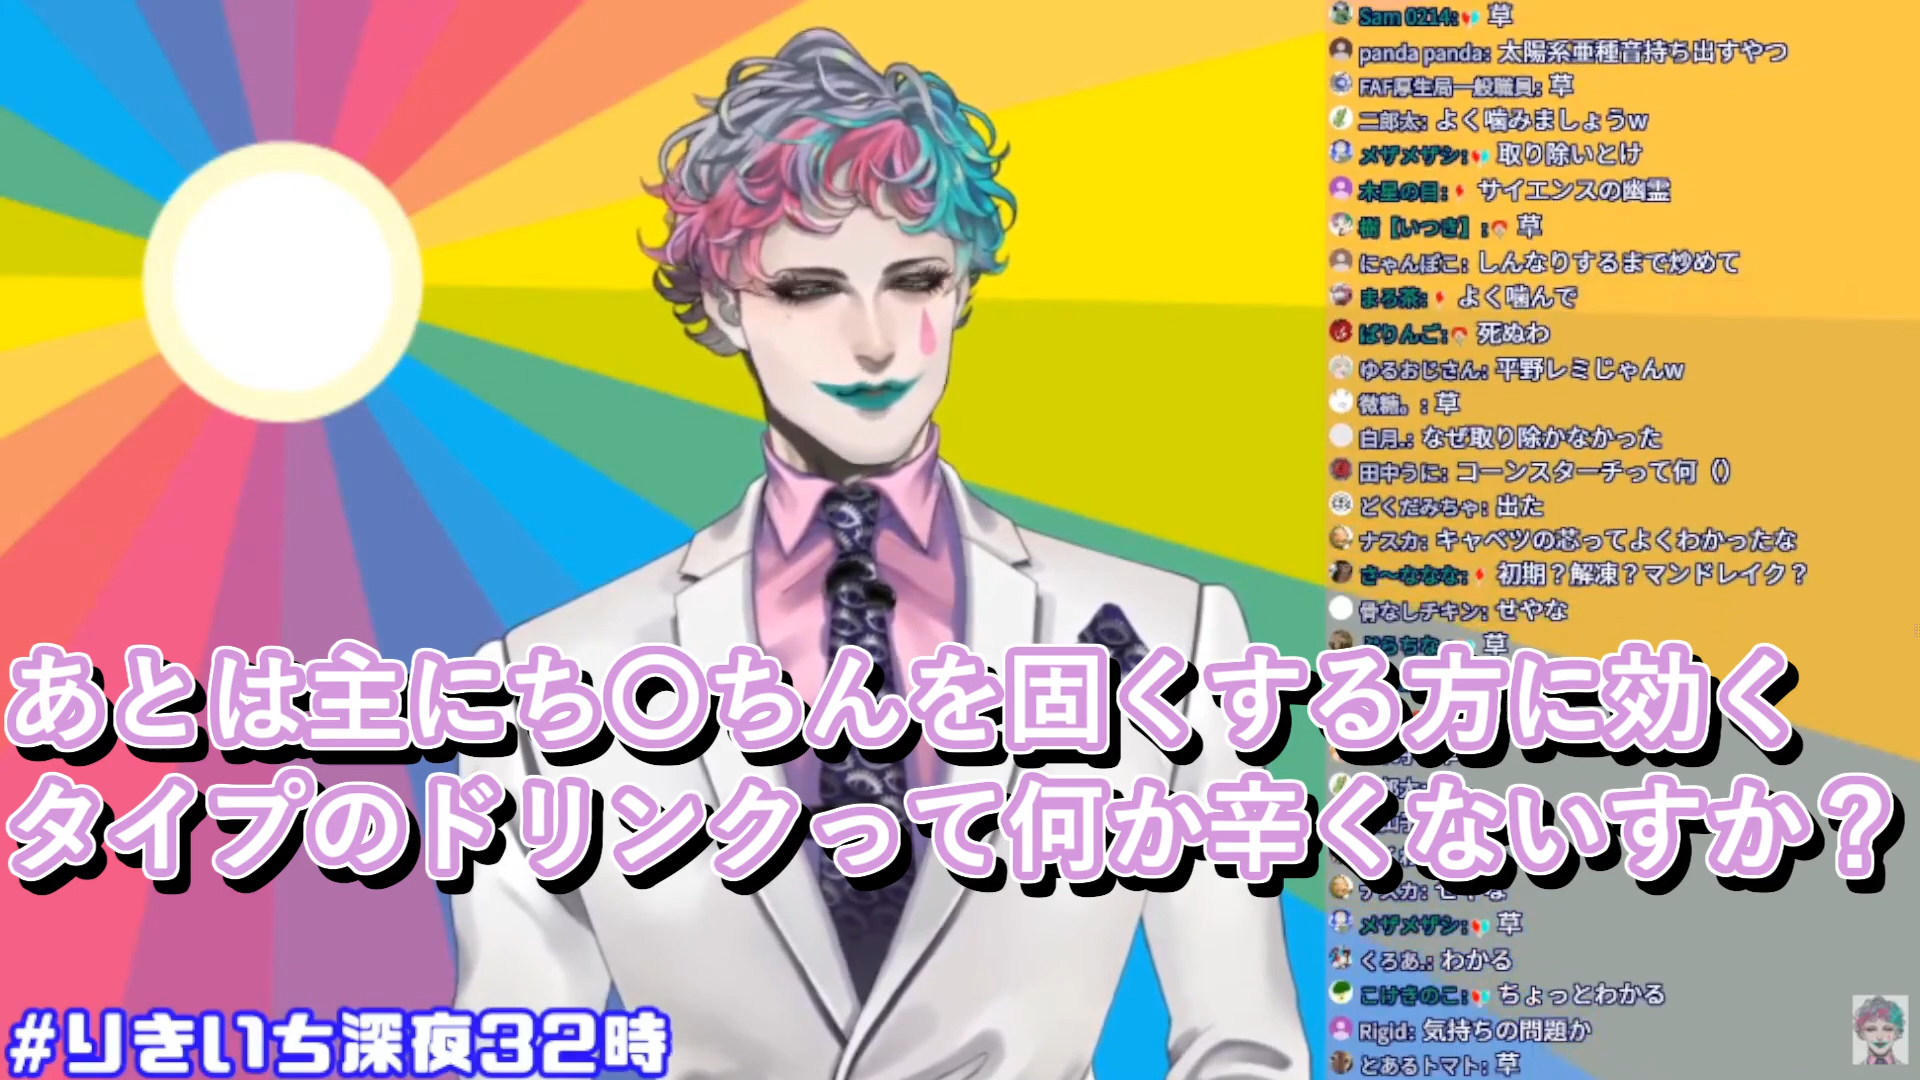 Sam 0214: 草
panda panda: 太陽系亜種音持ち出すやつ
FAF厚生局一般職員: 草
二郎太: よく噛みましょうw
メザメザシ: 取り除いとけ
木星の目: サイエンスの幽霊
樹【いつき】: 草
にゃんぽこ: しんなりするまで炒めて
まろ茶: よく噛んで
ぱりんご: 死ぬわ
ゆるおじさん: 平野レミじゃんw
微糖。: 草
白月.: なぜ取り除かなかった
田中うに: コーンスターチって何（）
どくだみちゃ: 出た
ナスカ: キャベツの芯ってよくわかったな
さ〜ななな: 初期？解凍？マンドレイク？
骨なしチキン: せやな
草
あとは主にち〇ちんを固くする方に効く
タイプのドリンクって何か辛くないすか？
ナスカ: せやな
メザメザシ: 草
くろあ.: わかる
こけきのこ: ちょっとわかる
Rigid: 気持ちの問題か
とあるトマト: 草
#りきいち深夜32時